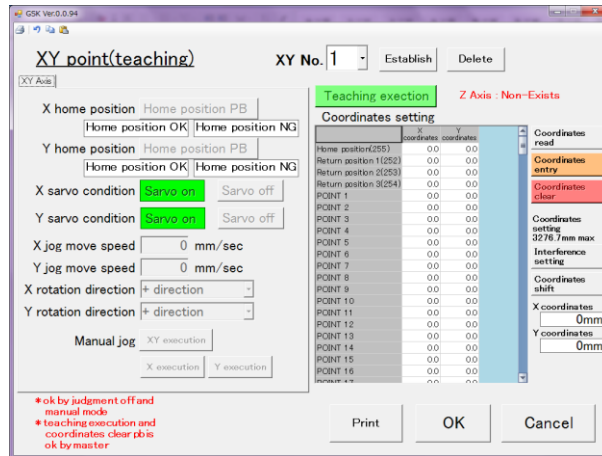 GSK Ver.0.0.94
XY point(teaching)
XY No. 1
Establish
Delete
XY Axis
X home position
Home position PB
Home position OK
Home position NG
Y home position
Home position PB
Home position OK
Home position NG
X sarvo condition
Sarvo on
Sarvo off
Y sarvo condition
Sarvo on
Sarvo off
X jog move speed
0 mm/sec
Y jog move speed
0 mm/sec
X rotation direction
+ direction
Y rotation direction
+ direction
Manual jog
XY execution
X execution
Y execution
*ok by judgment off and
manual mode
*teaching execution and
coordinates clear pb is
ok by master
Teaching exection
Z Axis : Non-Exists
Coordinates setting
X coordinates
Y coordinates
Home position(255) 0.0 0.0
Return position 1(252) 0.0 0.0
Return position 2(253) 0.0 0.0
Return position 3(254) 0.0 0.0
POINT 1 0.0 0.0
POINT 2 0.0 0.0
POINT 3 0.0 0.0
POINT 4 0.0 0.0
POINT 5 0.0 0.0
POINT 6 0.0 0.0
POINT 7 0.0 0.0
POINT 8 0.0 0.0
POINT 9 0.0 0.0
POINT 10 0.0 0.0
POINT 11 0.0 0.0
POINT 12 0.0 0.0
POINT 13 0.0 0.0
POINT 14 0.0 0.0
POINT 15 0.0 0.0
POINT 16 0.0 0.0
POINT 17 0.0 0.0
Coordinates
read
Coordinates
entry
Coordinates
clear
Coordinates
setting
3276.7mm max
Interference
setting
Coordinates
shift
X coordinates
0mm
Y coordinates
0mm
Print
OK
Cancel